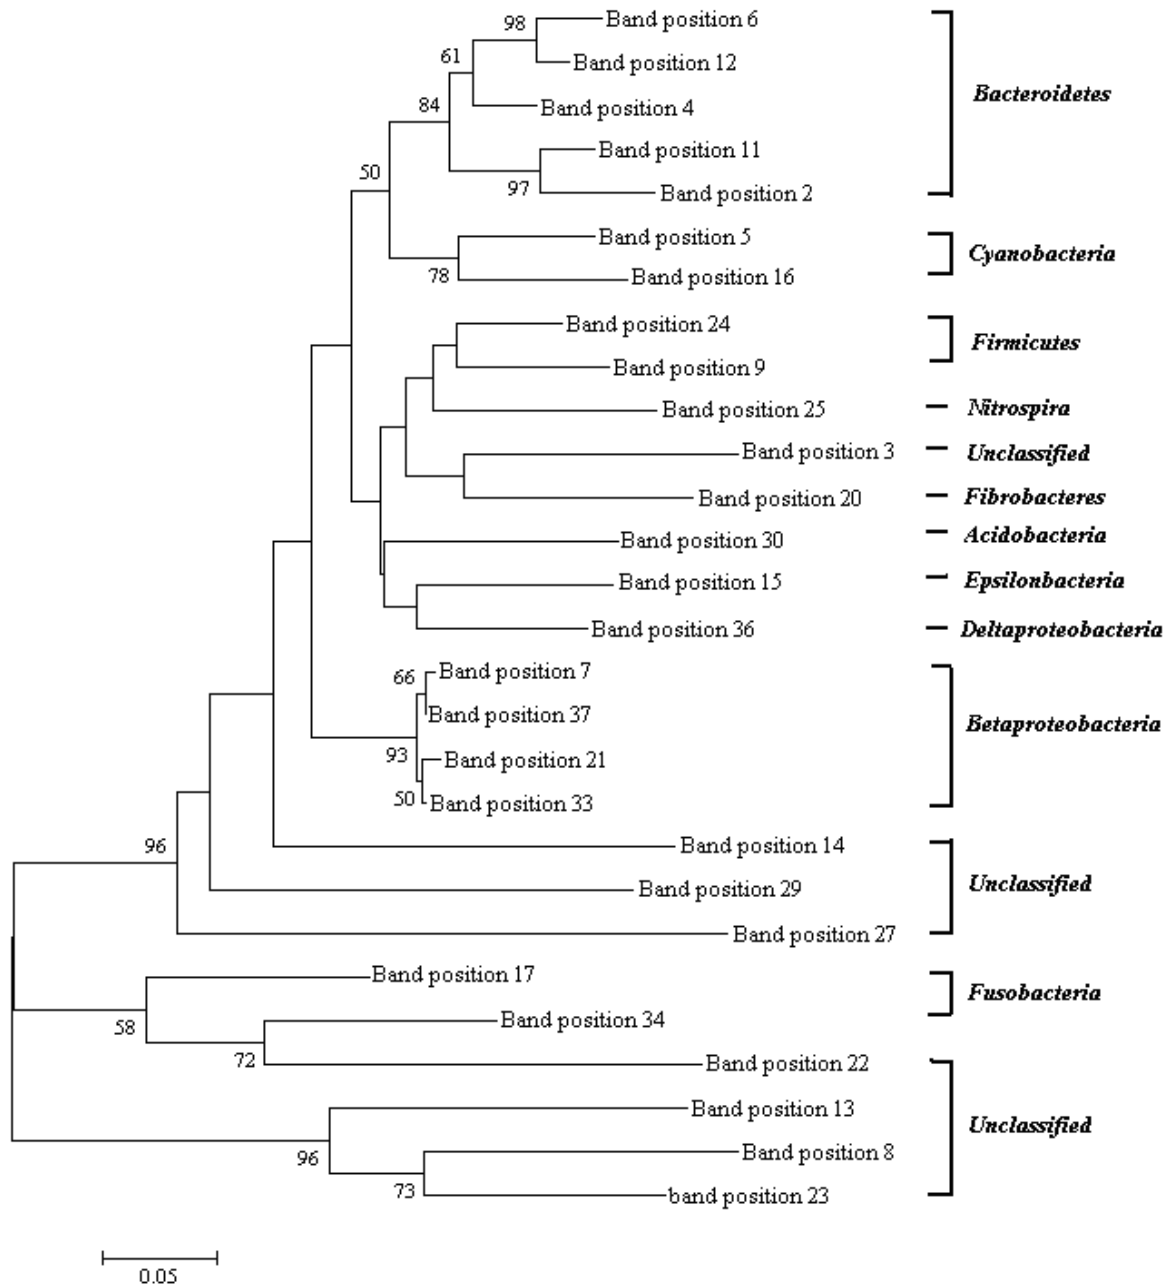 98
Band position 6
61
Band position 12
Bacteroidetes
84
Band position 4
Band position 11
50
97
Band position 2
Band position 5
Cyanobacteria
78
Band position 16
Band position 24
Firmicutes
Band position 9
Band position 25
Nitrospira
Band position 3
Unclassified
Band position 20
Fibrobacteres
Band position 30
Acidobacteria
Band position 15
Epsilonbacteria
Band position 36
Deltaproteobacteria
66
Band position 7
Band position 37
Betaproteobacteria
93
Band position 21
50
Band position 33
96
Band position 14
Band position 29
Unclassified
Band position 27
Band position 17
Fusobacteria
58
Band position 34
72
Band position 22
Band position 13
Unclassified
96
Band position 8
73
band position 23
0.05